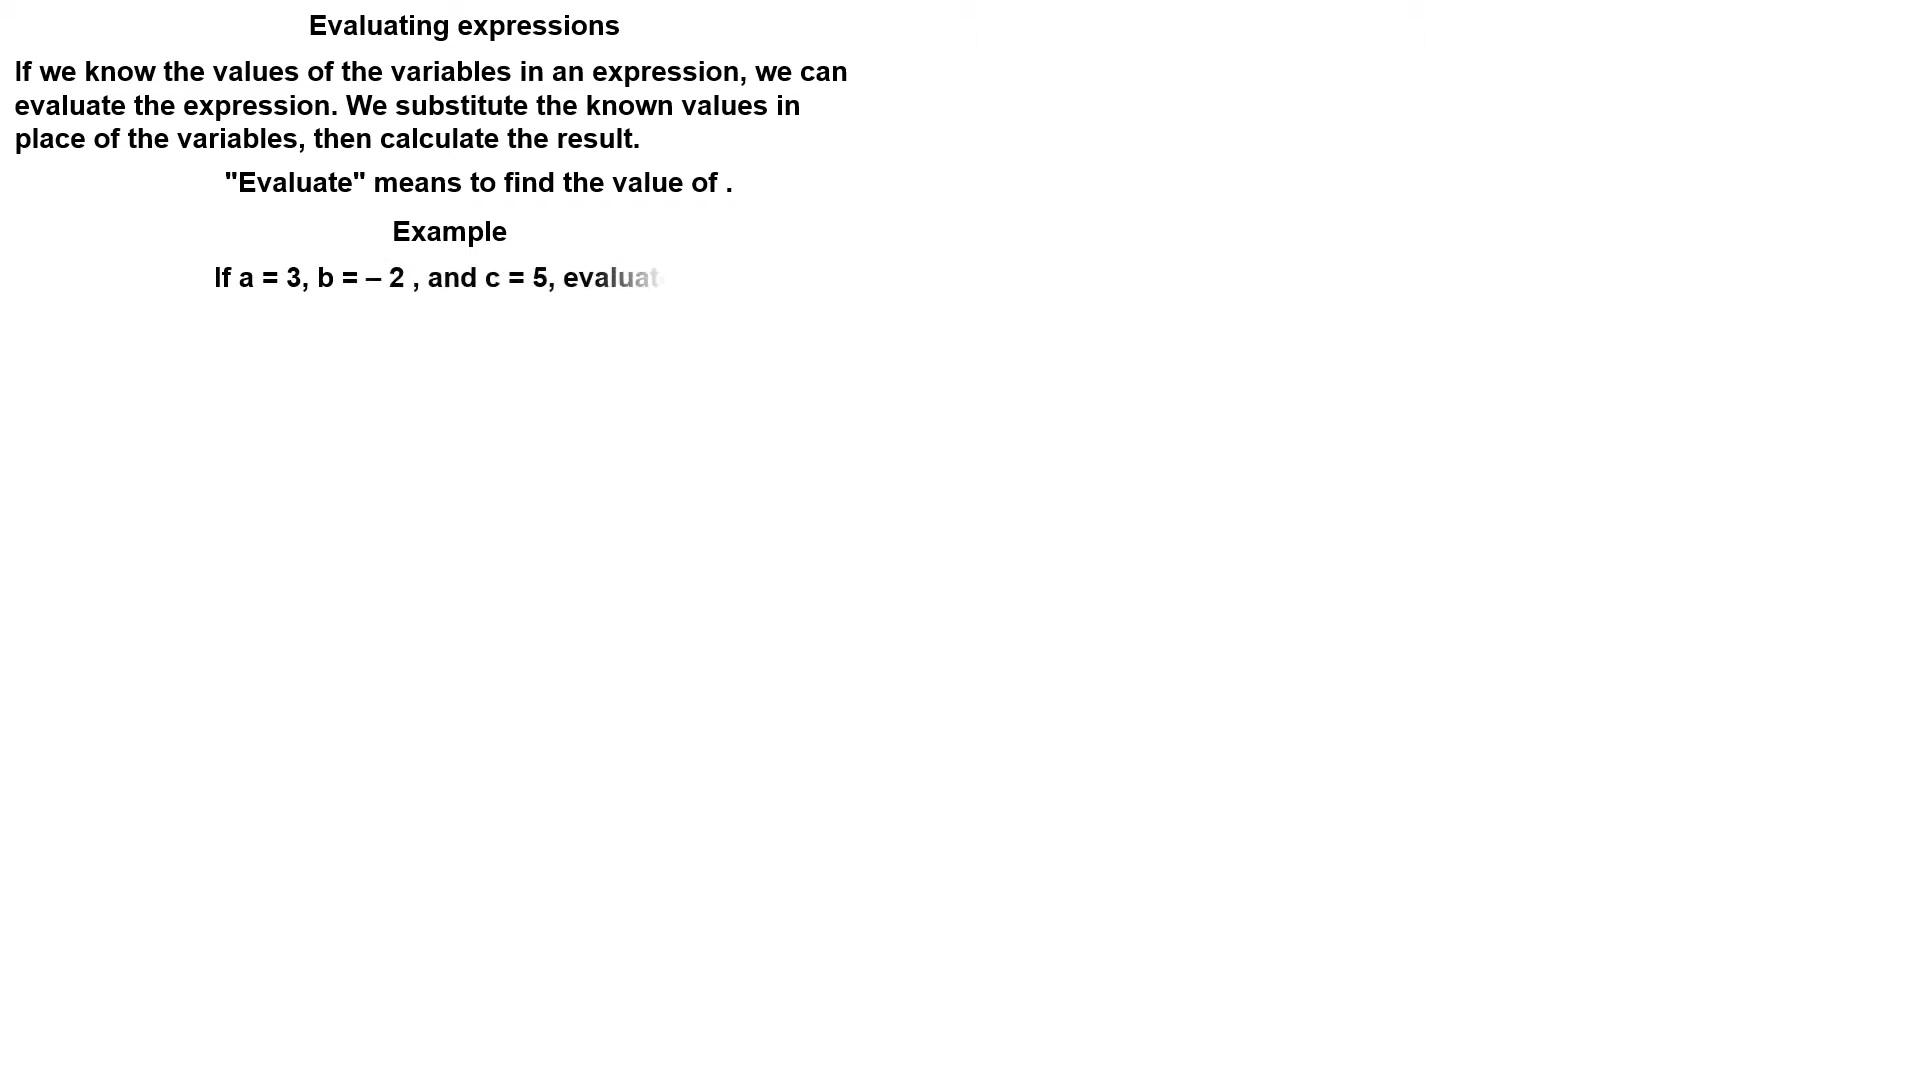 Evaluating expressions
If we know the values of the variables in an expression, we can
evaluate the expression. We substitute the known values in
place of the variables, then calculate the result.
"Evaluate" means to find the value of .
Example
If a = 3, b = – 2 , and c = 5, evaluat